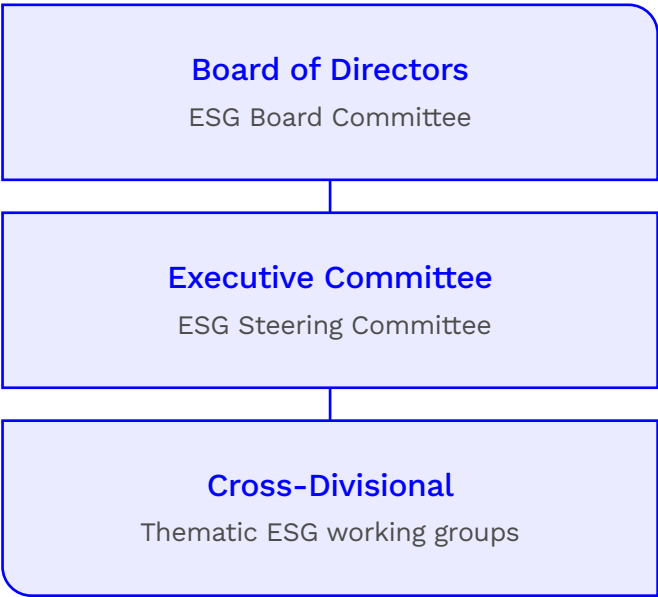 Board of Directors
ESG Board Committee
Executive Committee
ESG Steering Committee
Cross-Divisional
Thematic ESG working groups